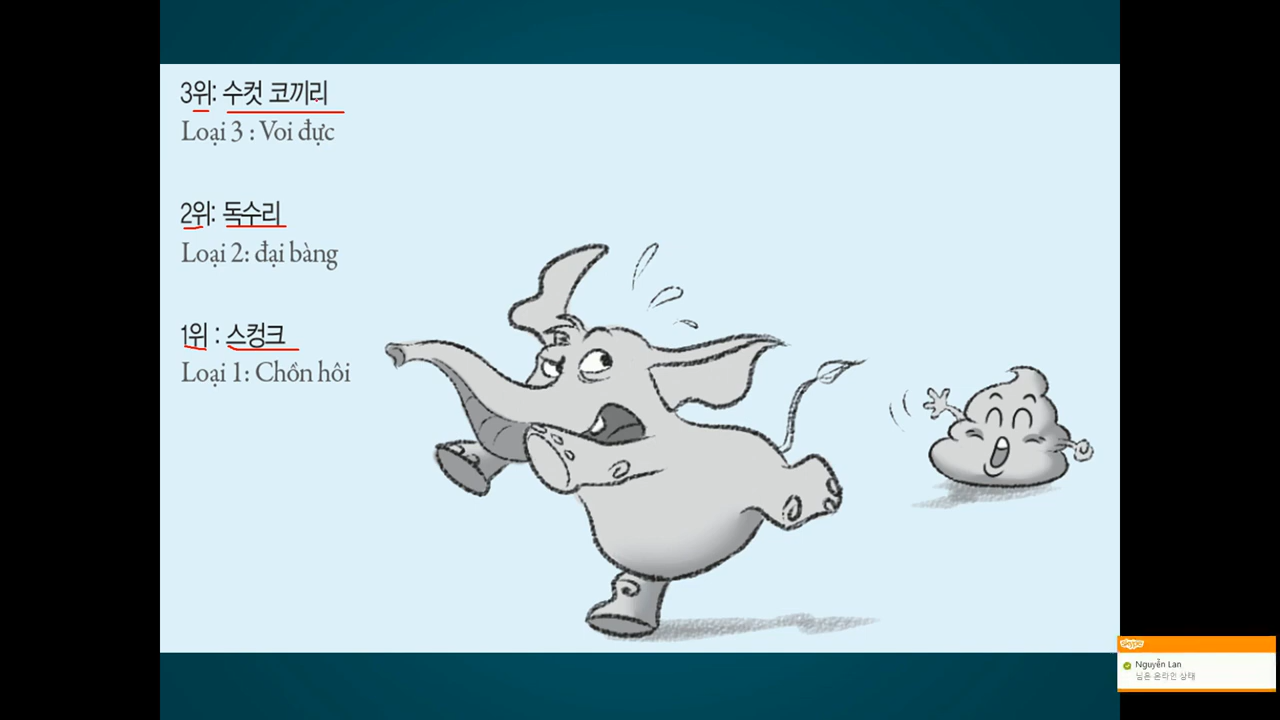 3위: 수컷 코끼리
Loại 3 : Voi đực
2위: 독수리
Loại 2: đại bàng
1위 : 스컹크
Loại 1: Chồn hôi
skype
Nguyễn Lan
님은 온라인 상태